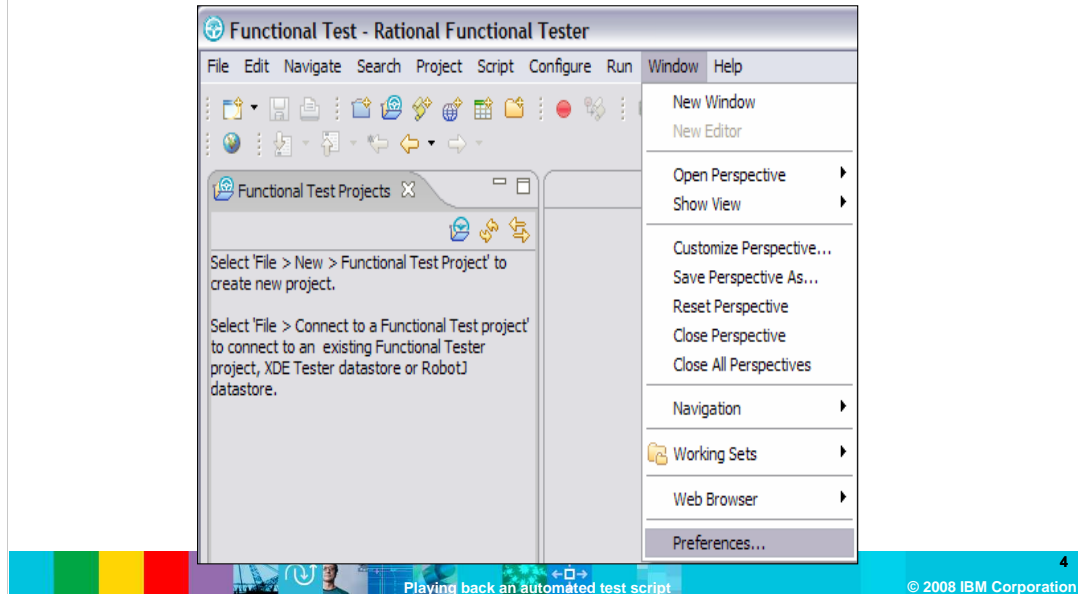 Functional Test - Rational Functional Tester
File Edit Navigate Search Project Script Configure Run Window Help
Functional Test Projects
Select 'File > New > Functional Test Project' to
create new project.
Select 'File > Connect to a Functional Test project'
to connect to an existing Functional Tester
project, XDE Tester datastore or RobotJ
datastore.
New Window
New Editor
Open Perspective
Show View
Customize Perspective...
Save Perspective As...
Reset Perspective
Close Perspective
Close All Perspectives
Navigation
Working Sets
Web Browser
Preferences...
4
Playing back an automated test script
© 2008 IBM Corporation